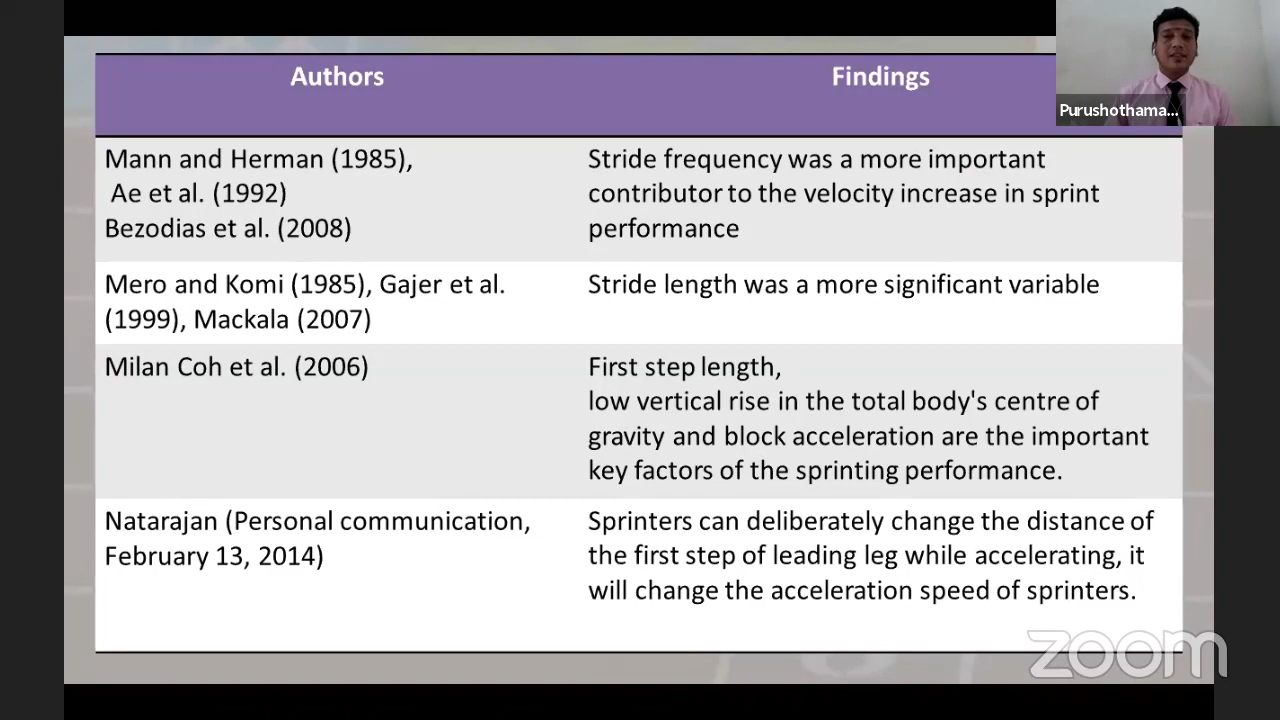 Authors
Findings
Purushothama...
Mann and Herman (1985),
Ae et al. (1992)
Bezodias et al. (2008)
Stride frequency was a more important
contributor to the velocity increase in sprint
performance
Mero and Komi (1985), Gajer et al.
(1999), Mackala (2007)
Stride length was a more significant variable
Milan Coh et al. (2006)
First step length,
low vertical rise in the total body's centre of
gravity and block acceleration are the important
key factors of the sprinting performance.
Natarajan (Personal communication,
February 13, 2014)
Sprinters can deliberately change the distance of
the first step of leading leg while accelerating, it
will change the acceleration speed of sprinters.
zoom